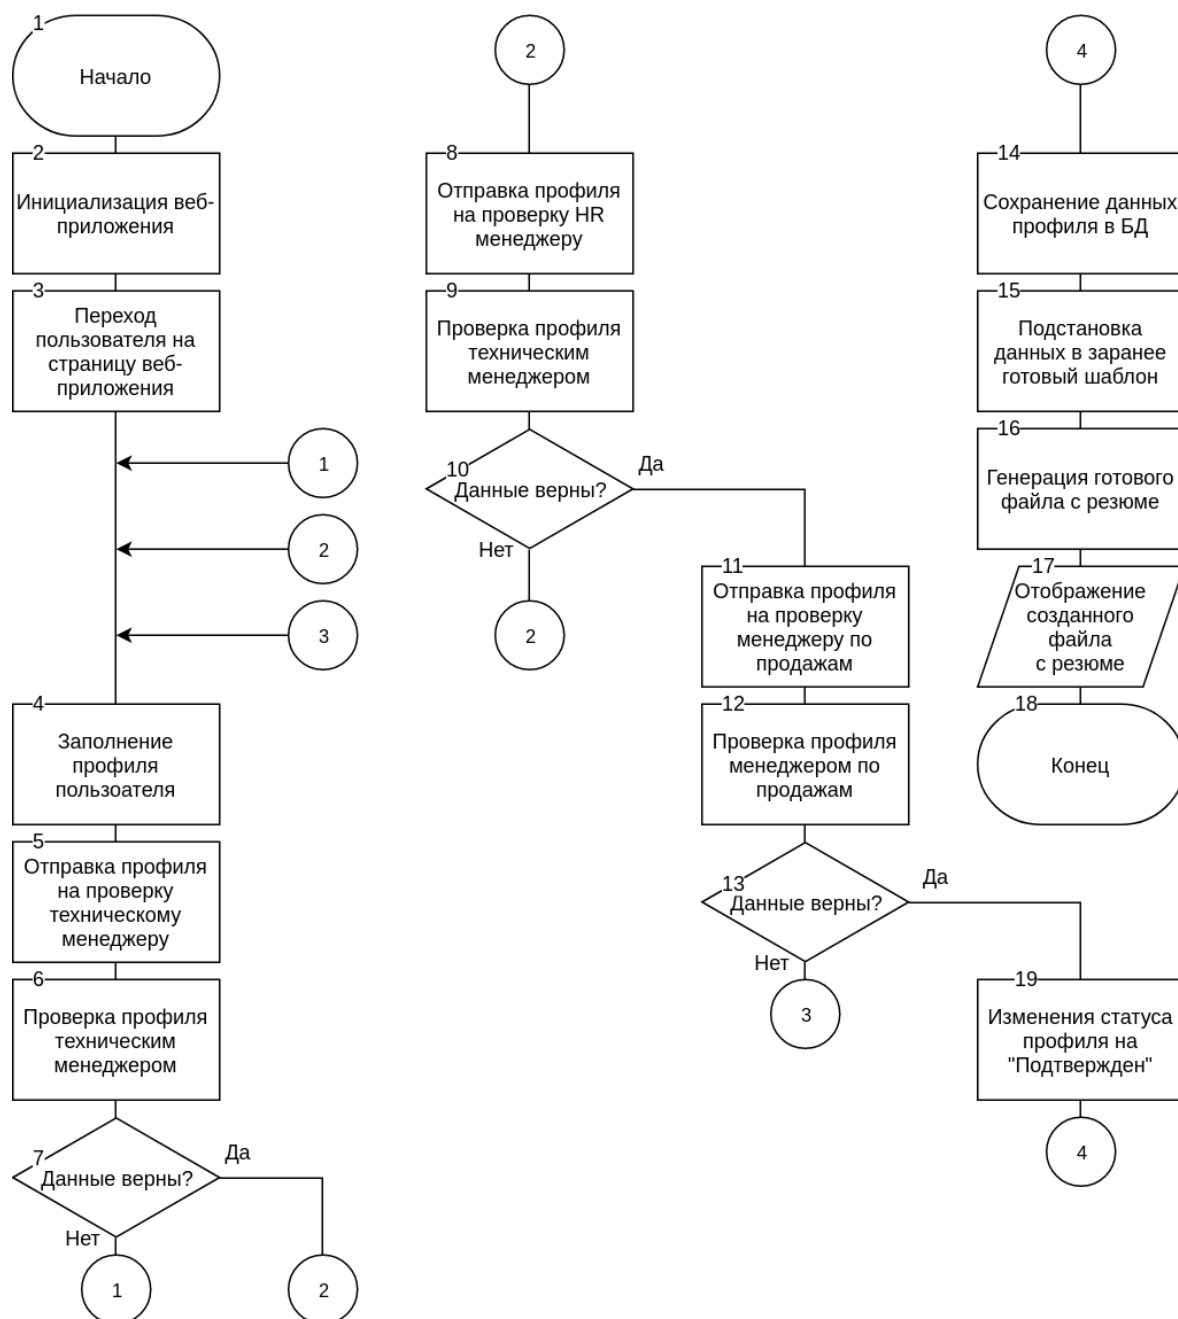 1
Начало
2
Инициализация веб-
приложения
3
Переход
пользователя на
страницу веб-
приложения
1
2
3
4
Заполнение
профиля
пользоателя
5
Отправка профиля
на проверку
техническому
менеджеру
6
Проверка профиля
техническим
менеджером
7
Данные верны?
Да
Нет
1
2
2
8
Отправка профиля
на проверку HR
менеджеру
9
Проверка профиля
техническим
менеджером
10
Данные верны?
Да
Нет
2
11
Отправка профиля
на проверку
менеджеру по
продажам
12
Проверка профиля
менеджером по
продажам
13
Данные верны?
Да
Нет
3
19
Изменения статуса
профиля на
"Подтвержден"
4
4
14
Сохранение данных
профиля в БД
15
Подстановка
данных в заранее
готовый шаблон
16
Генерация готового
файла с резюме
17
Отображение
созданного
файла
с резюме
18
Конец